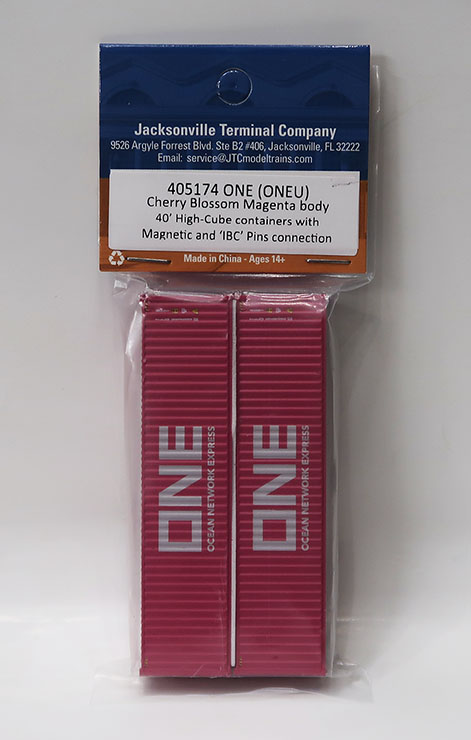 Jacksonville Terminal Company
9526 Argyle Forrest Blvd. Ste B2 #406, Jacksonville, FL 32222
Email: service@JTCmodeltrains.com
405174 ONE (ONEU)
Cherry Blossom Magenta body
40' High-Cube containers with
Magnetic and 'IBC' Pins connection
Made in China - Ages 14+
ONE
OCEAN NETWORK EXPRESS
ONE
OCEAN NETWORK EXPRESS